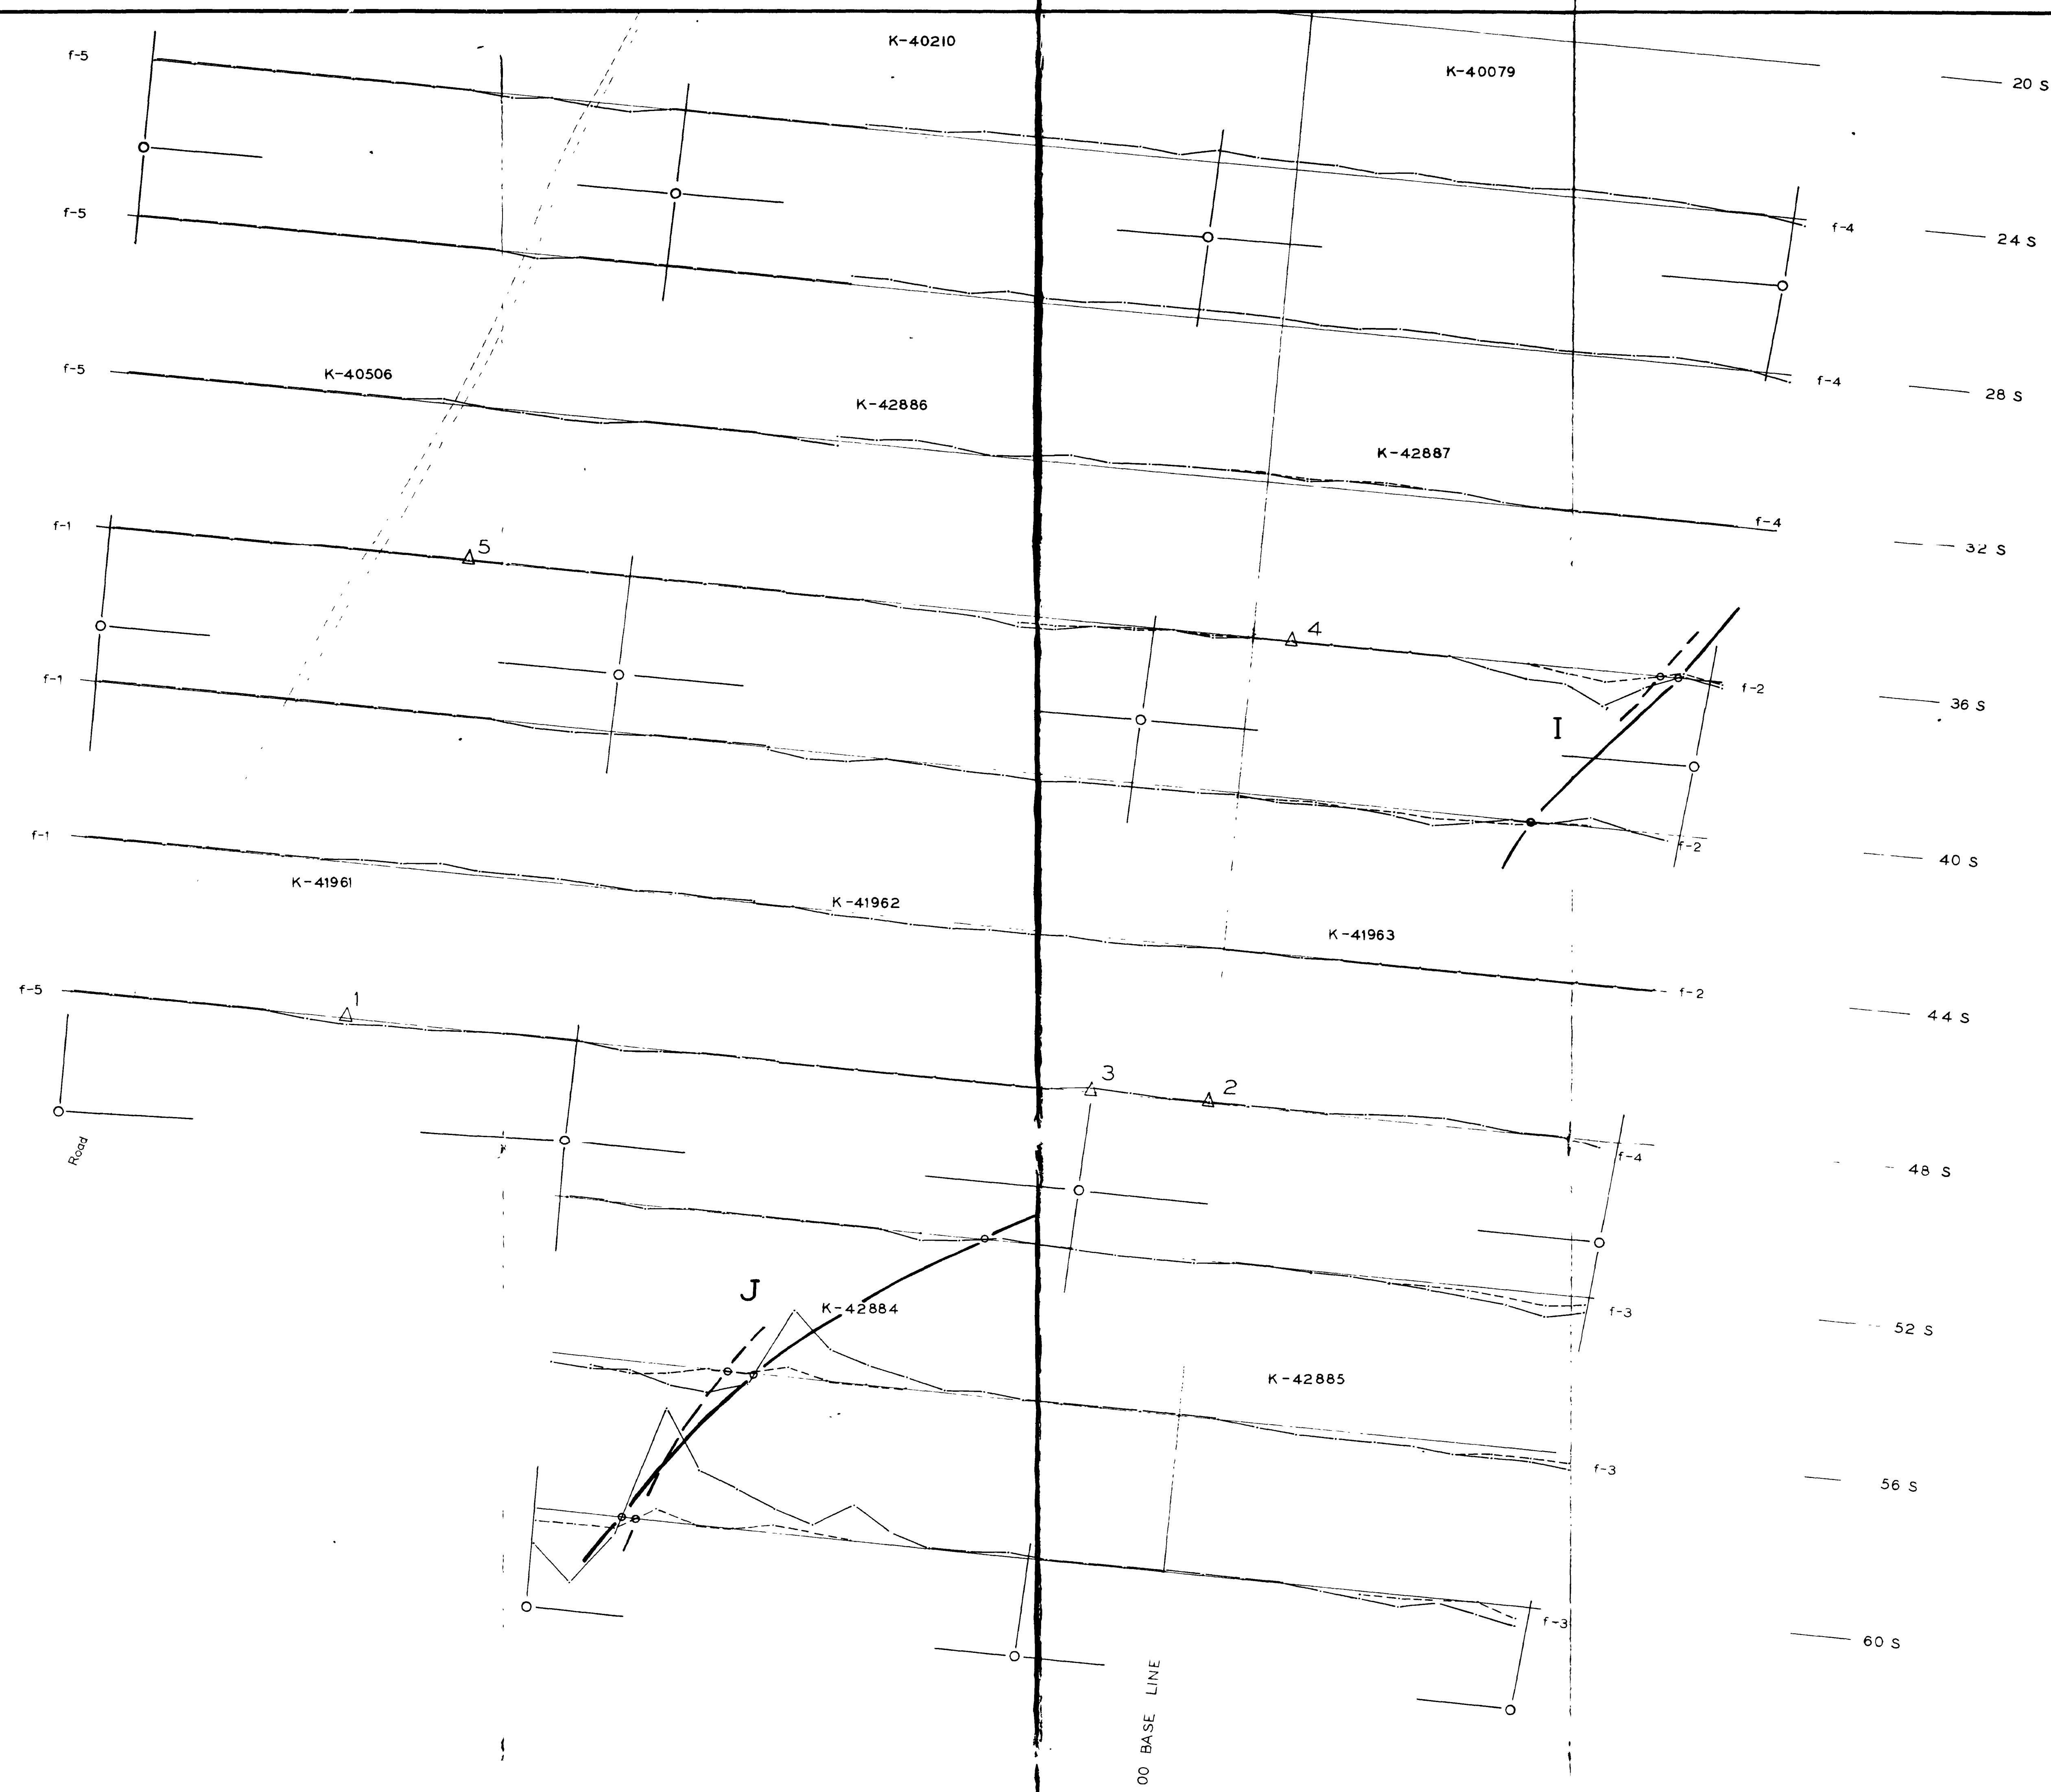 K-40210
f-5
K-40079
20 S
f-5
f-4
24 S
f-5
K-40506
f-4
28 S
K-42886
K-42887
f-1
5
f-4
32 S
4
f-1
f-2
36 S
I
f-1
f-2
40 S
K-41961
K-41962
K-41963
f-5
1
f-2
44 S
3
2
Road
f-4
48 S
J
K-42884
f-3
52 S
K-42885
f-3
56 S
f-3
60 S
00 BASE LINE